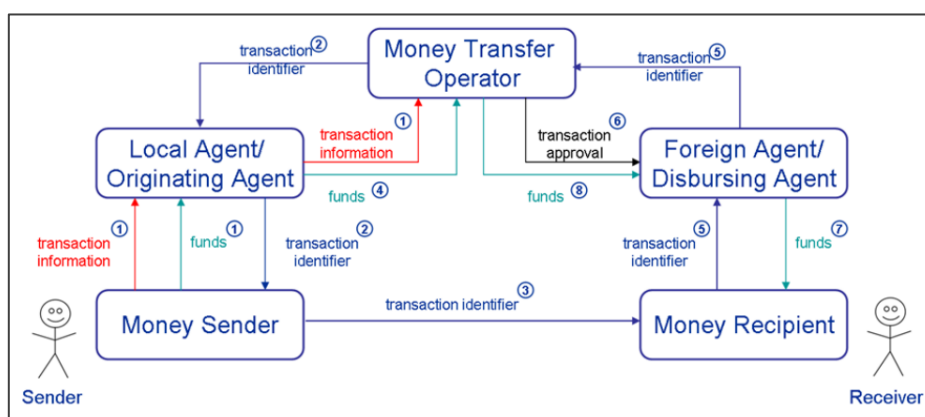 transaction ②
identifier
Money Transfer
Operator
transaction ⑤
identifier
Local Agent/
Originating Agent
transaction ①
information
funds ④
transaction ⑥
approval
funds ⑧
Foreign Agent/
Disbursing Agent
transaction ①
information
funds ①
transaction ②
identifier
transaction ⑤
identifier
funds ⑦
Money Sender
transaction identifier ③
Money Recipient
Sender
Receiver